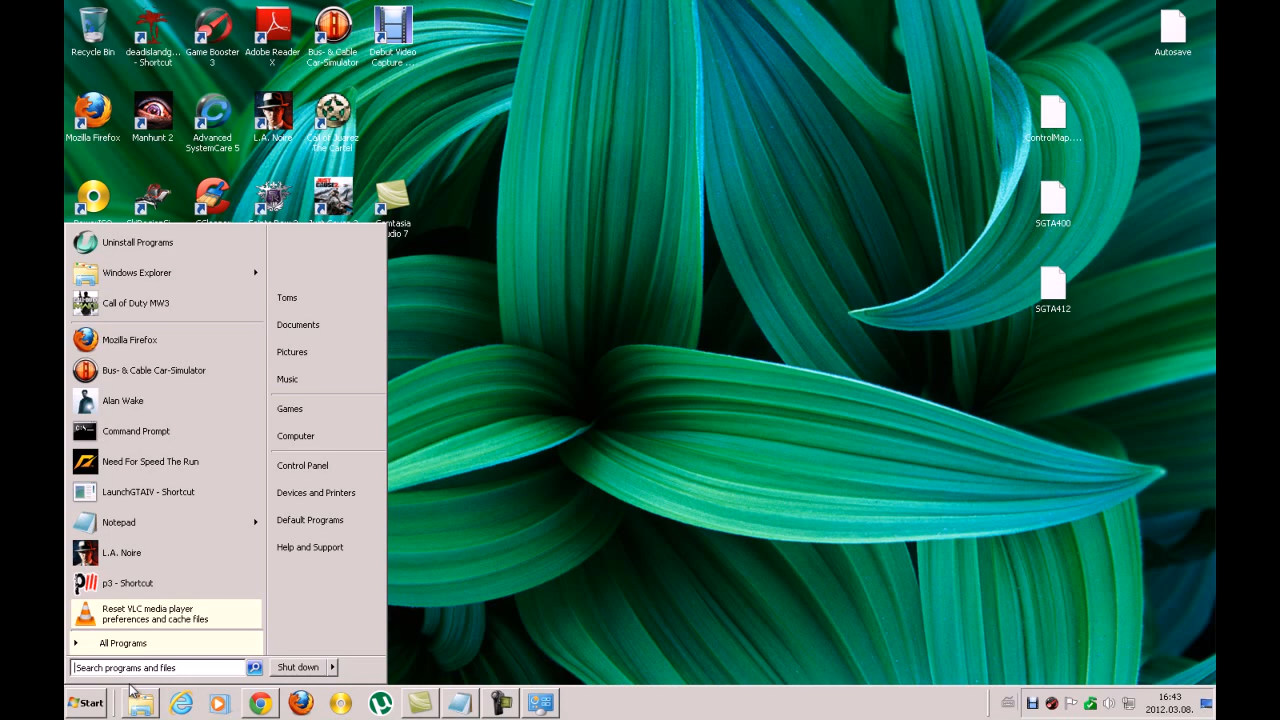 Recycle Bin
deadislandg...
- Shortcut
Game Booster
3
Adobe Reader
X
Bus- & Cable
Car-Simulator
Debut Video
Capture ...
Autosave
Mozilla Firefox
Manhunt 2
Advanced
SystemCare 5
L.A. Noire
Call of Juarez
The Cartel
ControlMap....
Studio 7
SGTA400
SGTA412
Uninstall Programs
Windows Explorer
Call of Duty MW3
Mozilla Firefox
Bus- & Cable Car-Simulator
Alan Wake
Command Prompt
Need For Speed The Run
LaunchGTAIV - Shortcut
Notepad
L.A. Noire
p3 - Shortcut
Reset VLC media player
preferences and cache files
All Programs
Search programs and files
Toms
Documents
Pictures
Music
Games
Computer
Control Panel
Devices and Printers
Default Programs
Help and Support
Shut down
Start
16:43
2012.03.08.